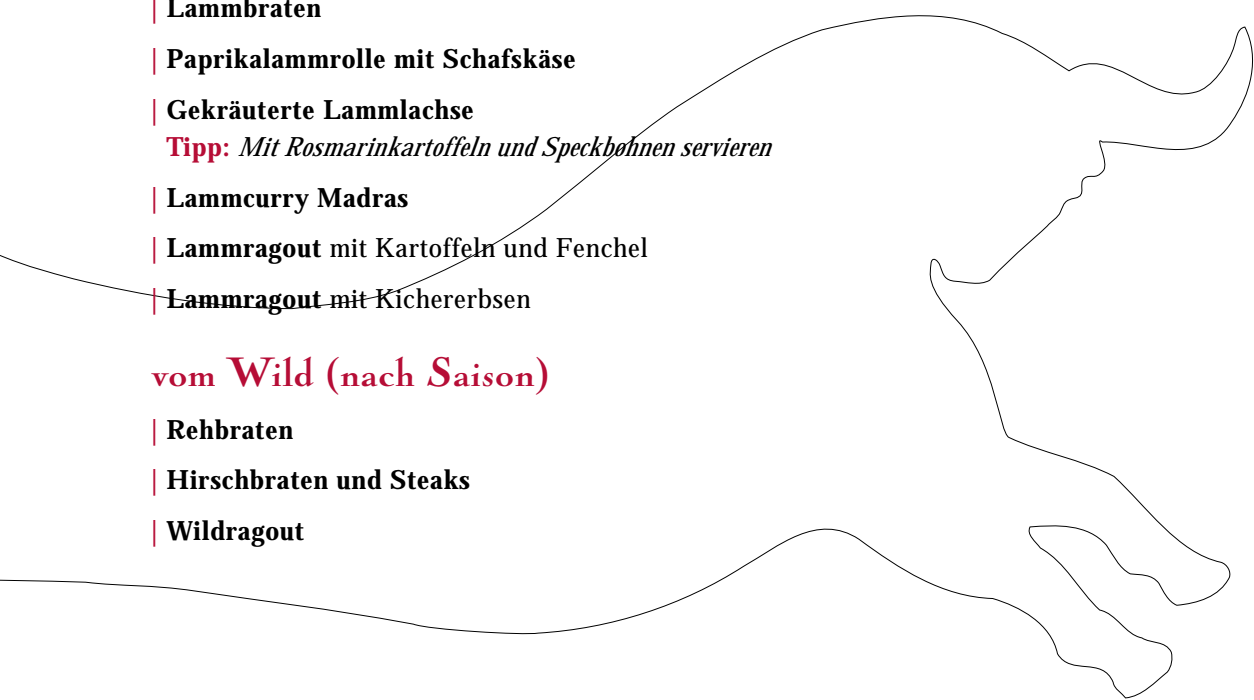 | Lammbraten
| Paprikalammrolle mit Schafskäse
| Gekräuterte Lammlachse
Tipp: Mit Rosmarinkartoffeln und Speckbohnen servieren
| Lammcurry Madras
| Lammragout mit Kartoffeln und Fenchel
| Lammragout mit Kichererbsen
vom Wild (nach Saison)
| Rehbraten
| Hirschbraten und Steaks
| Wildragout